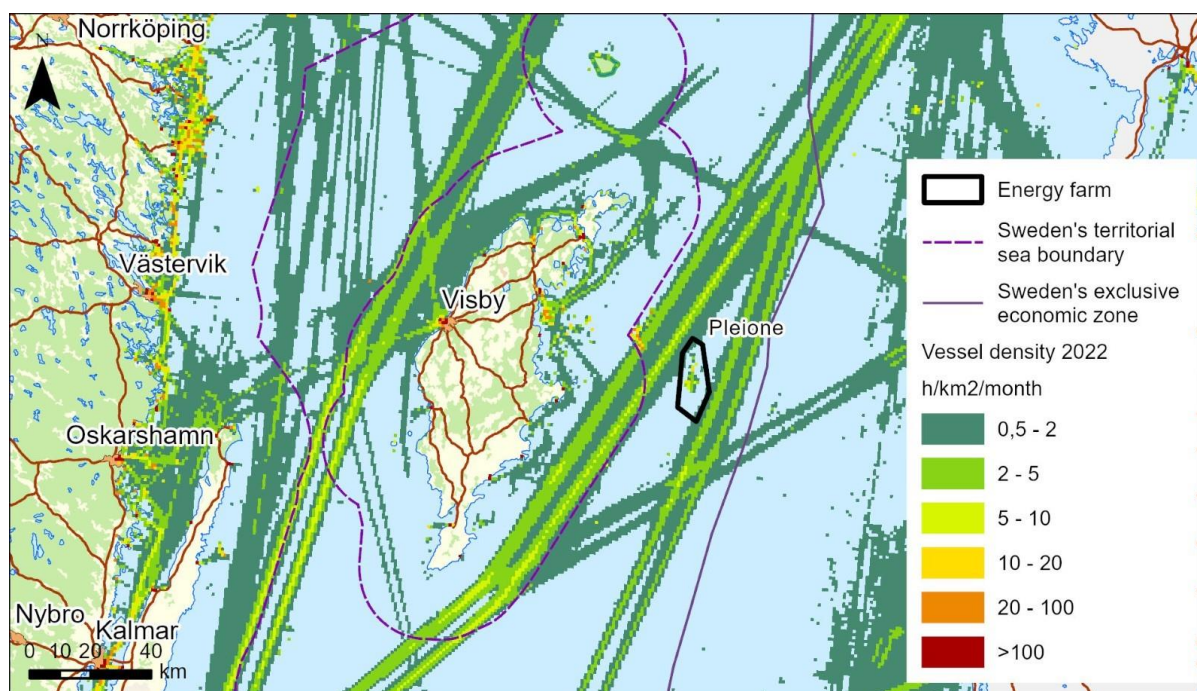 Norrköping
N
Västervik
Visby
Pleione
Oskarshamn
Nybro
Kalmar
0 10 20 40
km
Energy farm
Sweden's territorial
sea boundary
Sweden's exclusive
economic zone
Vessel density 2022
h/km2/month
0,5 - 2
2 - 5
5 - 10
10 - 20
20 - 100
>100